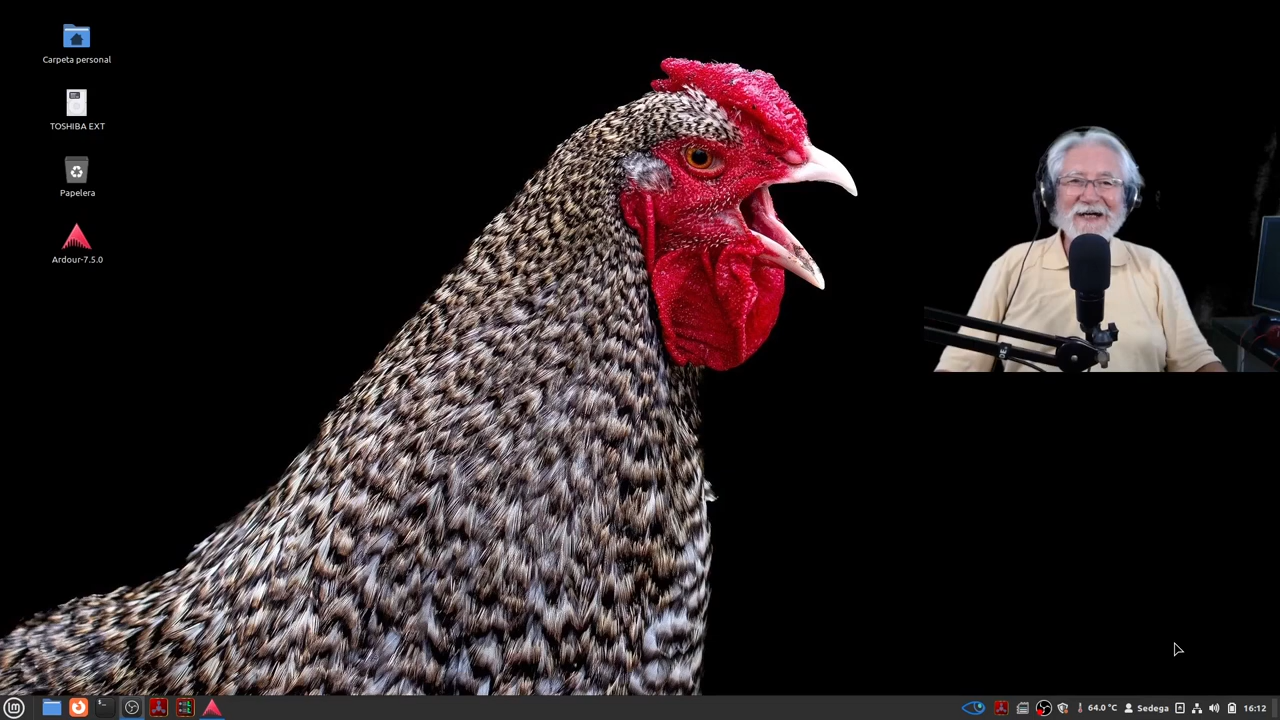 Carpeta personal
TOSHIBA EXT
Papelera
Ardour-7.5.0
64.0°C
Sedega
16:12